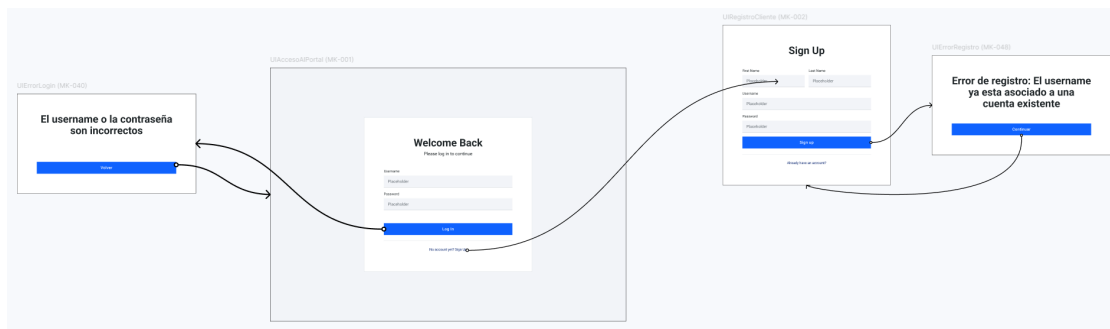 UIErrorLogin (MK-040)
El username o la contraseña
son incorrectos
Volver
UIAccessAlPortal (MK-001)
Welcome Back
Please log in to continue
Username
Placeholder
Password
Placeholder
Log In
No account yet? Sign
UIRegistroCliente (MK-002)
Sign Up
First Name
Last Name
Placeholder
Placeholder
Username
Placeholder
Password
Placeholder
Sign up
Already have an account?
UIErrorRegistro (MK-046)
Error de registro: El username
ya esta asociado a una
cuenta existente
Continuar